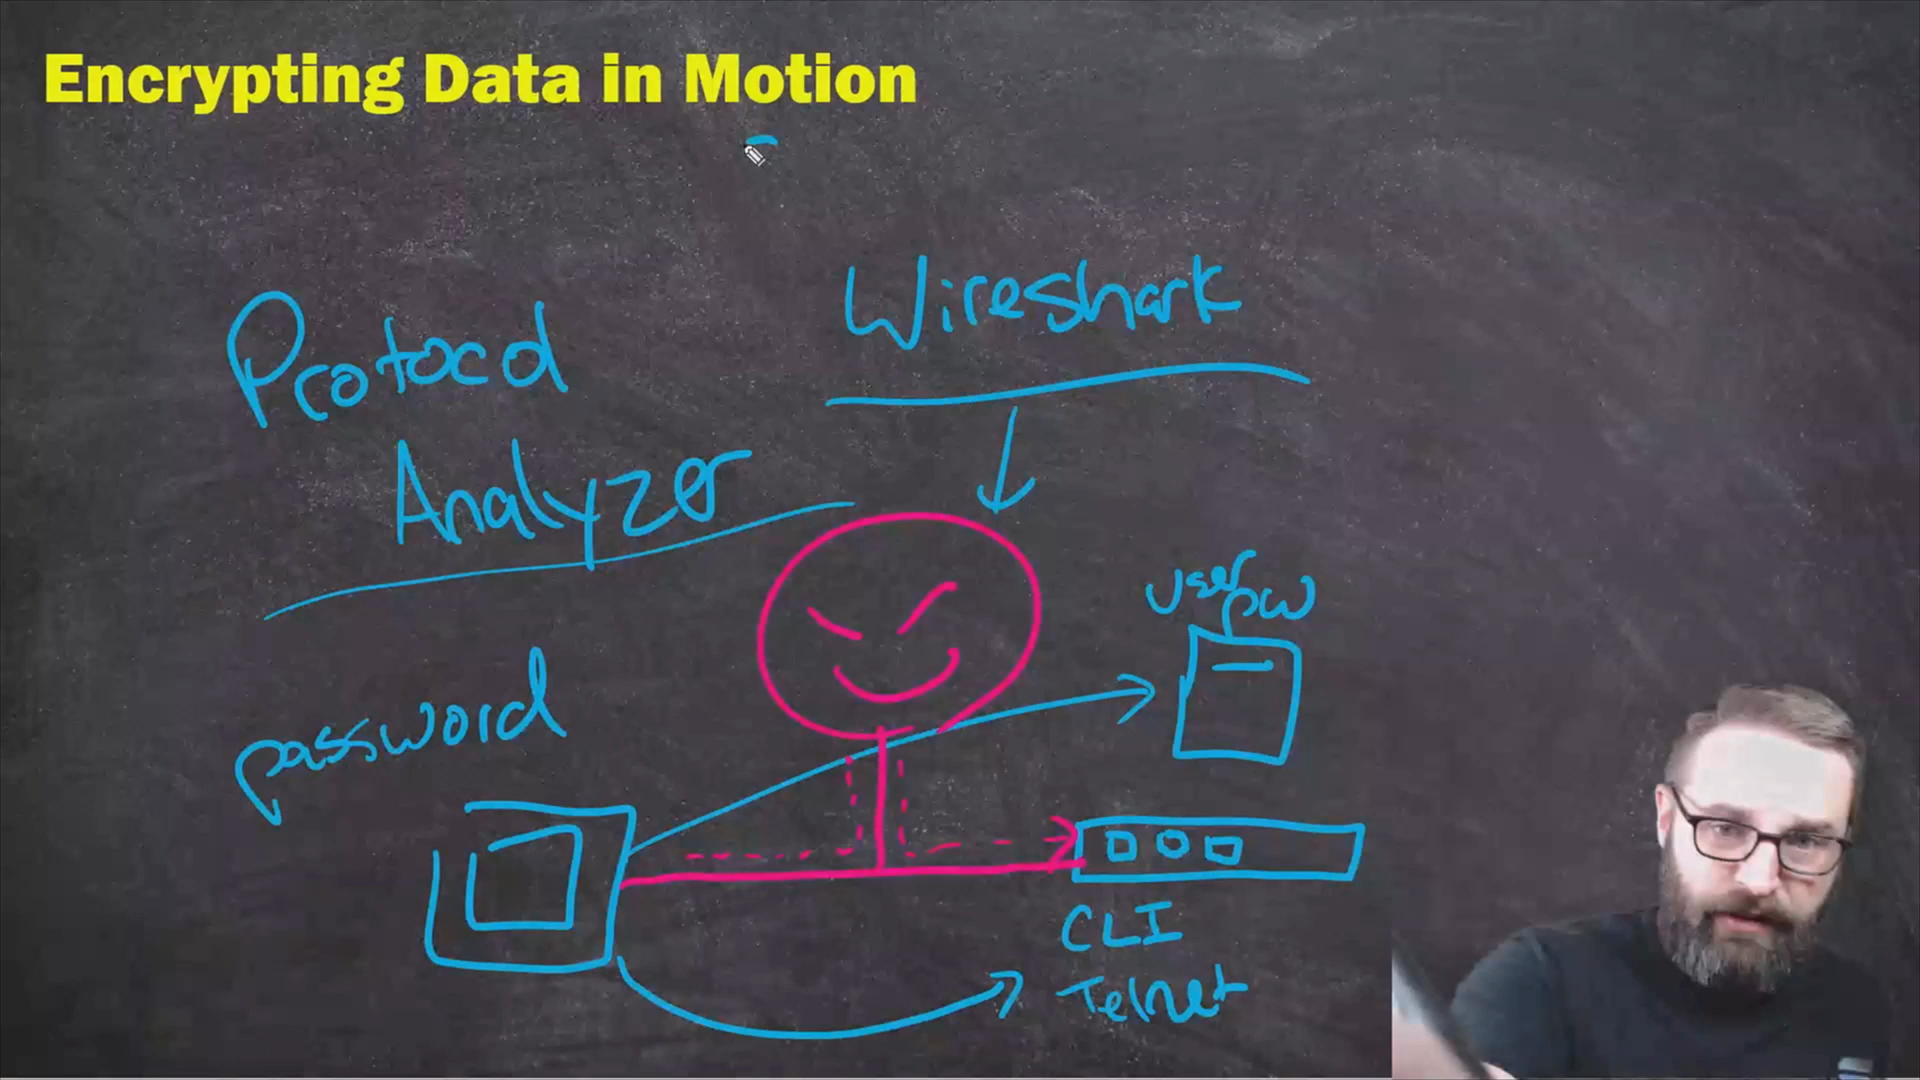 Encrypting Data in Motion
Wireshark
Protocol
Analyzer
user
pw
password
CLI
Telnet